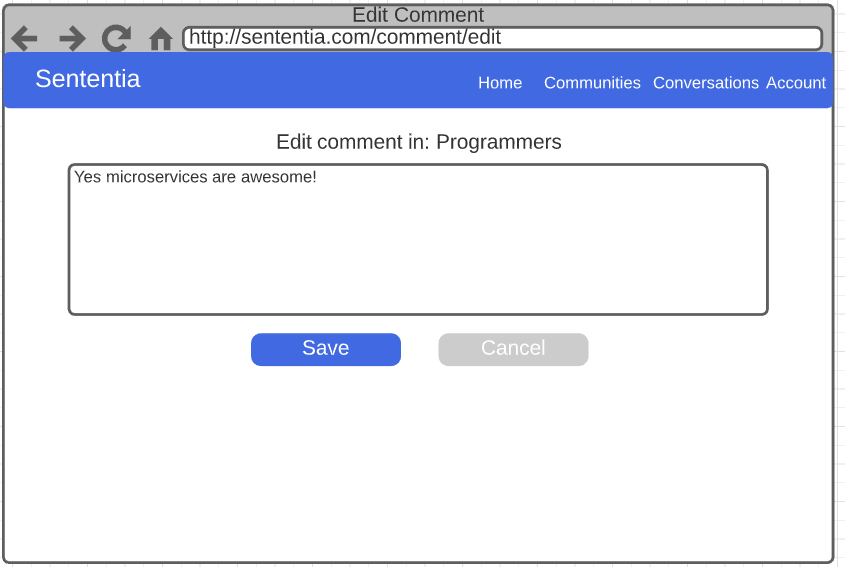 Edit Comment
http://sententia.com/comment/edit
Sententia
Home Communities Conversations Account
Edit comment in: Programmers
Yes microservices are awesome!
Save Cancel